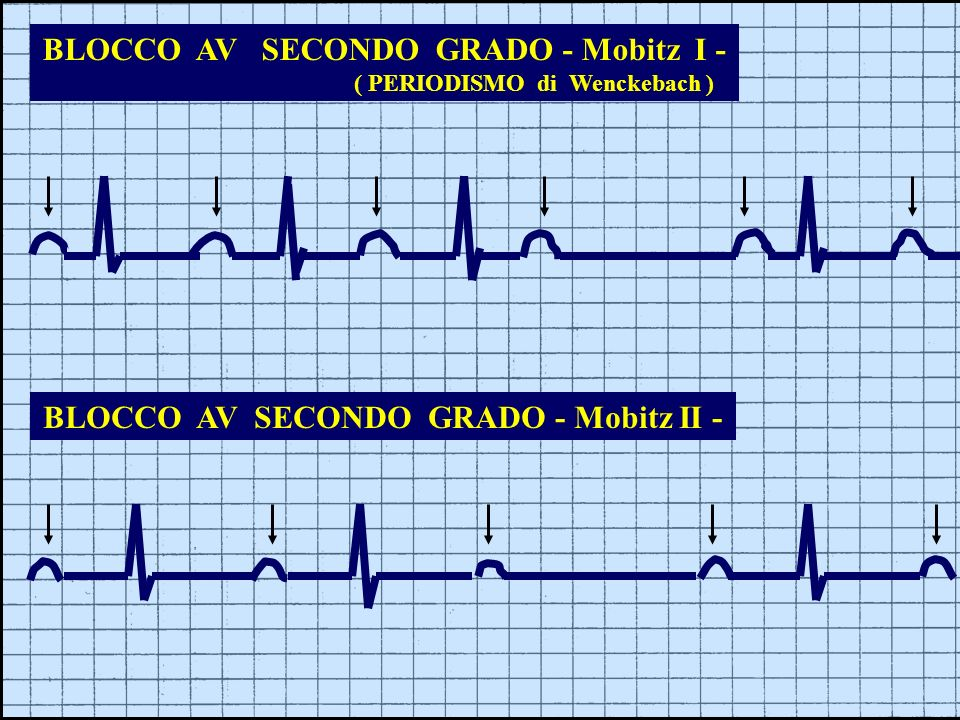 BLOCCO AV SECONDO GRADO - Mobitz I -
( PERIODISMO di Wenckebach )
BLOCCO AV SECONDO GRADO - Mobitz II -